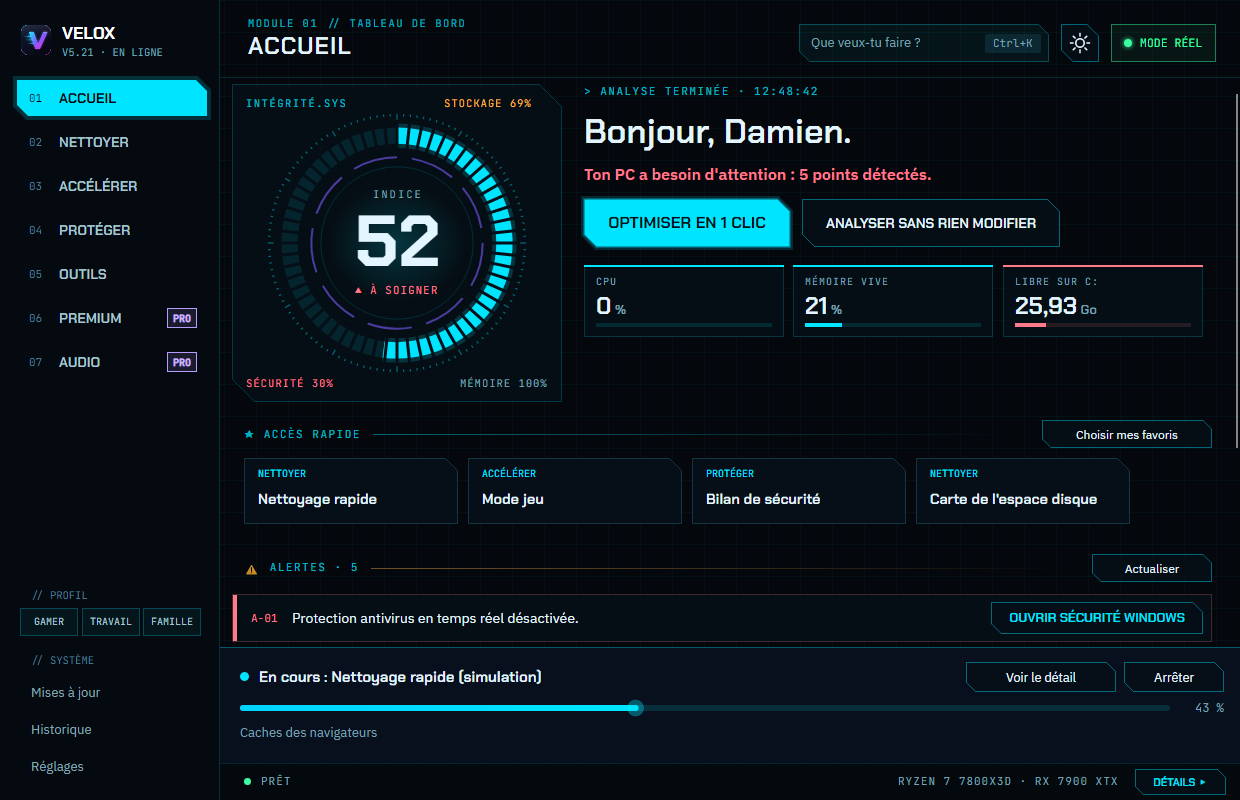 VELOX
V5.21 · EN LIGNE
01 ACCUEIL
02 NETTOYER
03 ACCÉLÉRER
04 PROTÉGER
05 OUTILS
06 PREMIUM PRO
07 AUDIO PRO
// PROFIL
GAMER TRAVAIL FAMILLE
// SYSTÈME
Mises à jour
Historique
Réglages
MODULE 01 // TABLEAU DE BORD
ACCUEIL
Que veux-tu faire ? Ctrl+K
MODE RÉEL
INTÉGRITÉ.SYS STOCKAGE 69%
INDICE
52
▲ À SOIGNER
SÉCURITÉ 30% MÉMOIRE 100%
> ANALYSE TERMINÉE · 12:48:42
Bonjour, Damien.
Ton PC a besoin d'attention : 5 points détectés.
OPTIMISER EN 1 CLIC ANALYSER SANS RIEN MODIFIER
CPU
0 %
MÉMOIRE VIVE
21 %
LIBRE SUR C:
25,93 Go
★ ACCÈS RAPIDE Choisir mes favoris
NETTOYER
Nettoyage rapide
ACCÉLÉRER
Mode jeu
PROTÉGER
Bilan de sécurité
NETTOYER
Carte de l'espace disque
ALERTES · 5 Actualiser
A-01 Protection antivirus en temps réel désactivée. OUVRIR SÉCURITÉ WINDOWS
En cours : Nettoyage rapide (simulation) Voir le détail Arrêter
43 %
Caches des navigateurs
PRÊT RYZEN 7 7800X3D · RX 7900 XTX DÉTAILS ▸